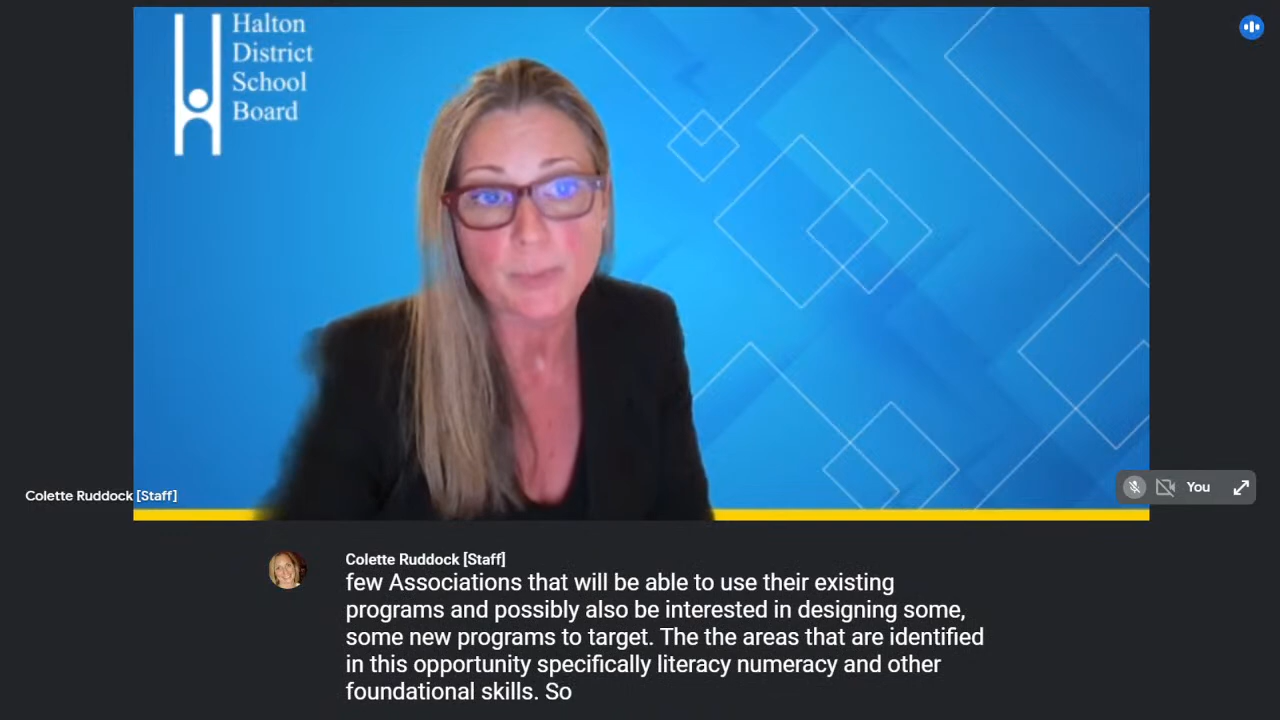 Halton
District
School
Board
Colette Ruddock [Staff]
You
Colette Ruddock [Staff]
few Associations that will be able to use their existing
programs and possibly also be interested in designing some,
some new programs to target. The the areas that are identified
in this opportunity specifically literacy numeracy and other
foundational skills. So